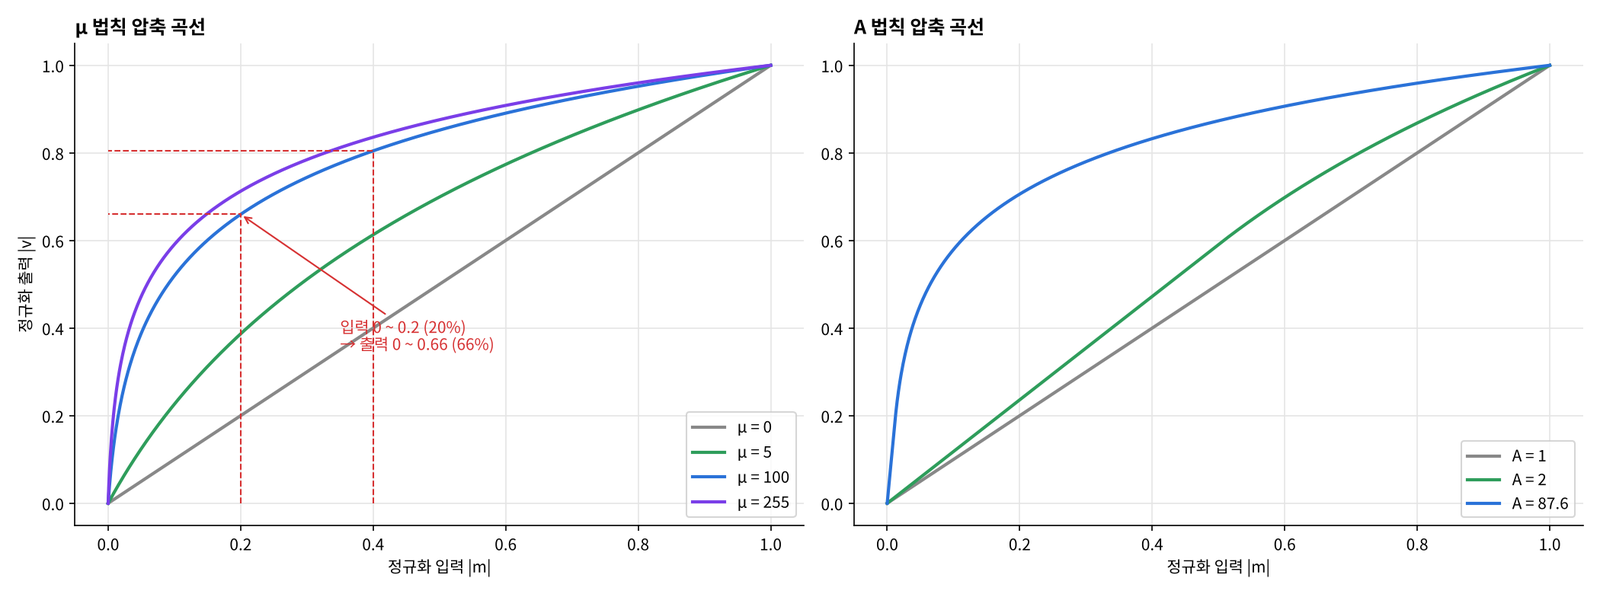 μ 법칙 압축 곡선
정규화 출력 |v|
1.0
0.8
0.6
0.4
0.2
0.0
입력 0 ~ 0.2 (20%)
→ 출력 0 ~ 0.66 (66%)
μ = 0
μ = 5
μ = 100
μ = 255
0.0 0.2 0.4 0.6 0.8 1.0
정규화 입력 |m|
A 법칙 압축 곡선
1.0
0.8
0.6
0.4
0.2
0.0
A = 1
A = 2
A = 87.6
0.0 0.2 0.4 0.6 0.8 1.0
정규화 입력 |m|